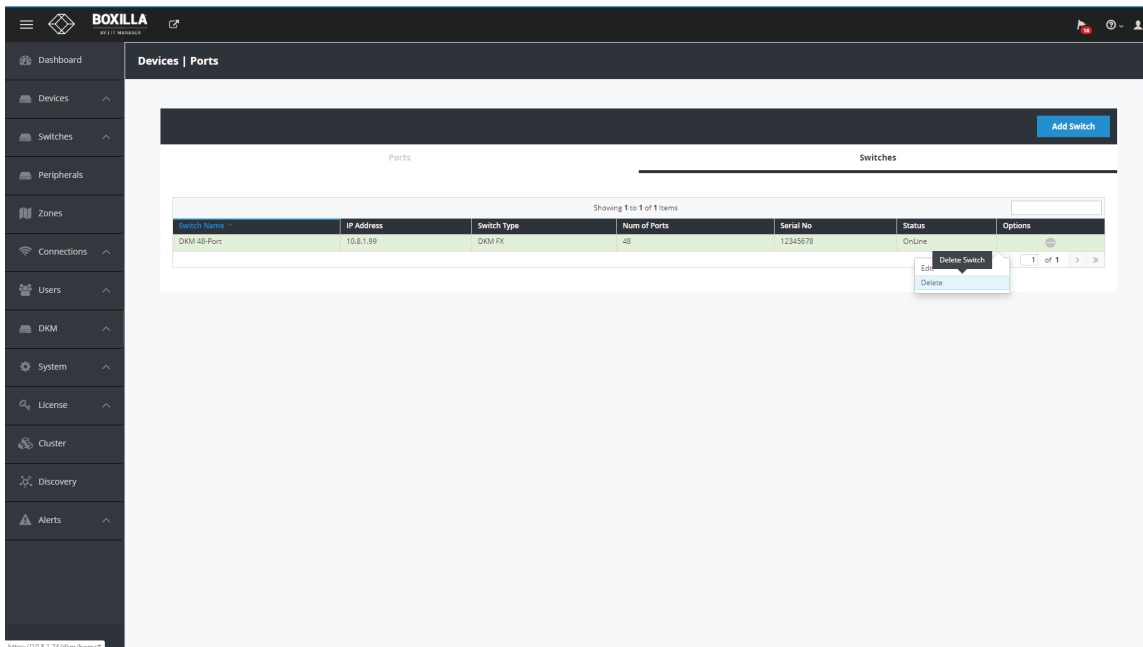 BOXILLA
AV | IT MANAGER
18
Dashboard
Devices | Ports
Devices
Switches
Add Switch
Ports
Switches
Peripherals
Showing 1 to 1 of 1 Items
Zones
Switch Name
IP Address
Switch Type
Num of Ports
Serial No
Status
Options
DKM 48-Port
10.8.1.99
DKM FX
48
12345678
OnLine
Connections
Delete Switch
1 of 1
Edit
Delete
Users
DKM
System
License
Cluster
Discovery
Alerts